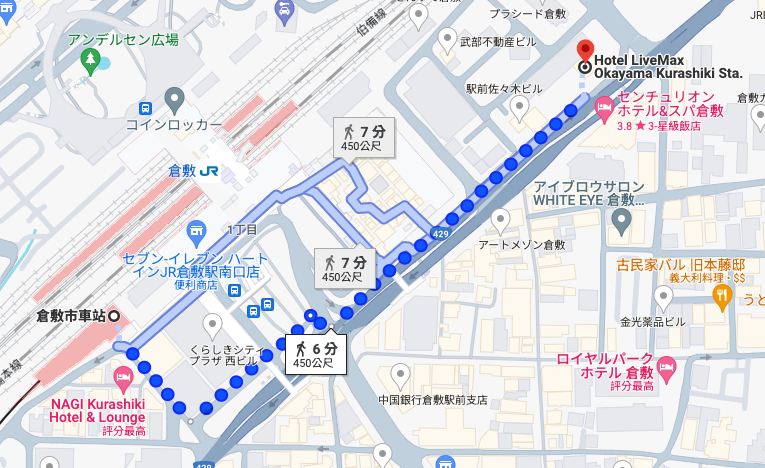 アンデルセン広場
伯備線
プラシード倉敷
武部不動産ビル
Hotel LiveMax
Okayama Kurashiki Sta.
駅前佐々木ビル
センチュリオン
ホテル&スパ倉敷
3.8★3-星級飯店
コインロッカー
7 分
450公尺
倉敷 JR
アイブロウサロン
WHITE EYE 倉敷...
1丁目
429
アートメゾン倉敷
セブン-イレブン ハート
インJR倉敷駅南口店
便利商店
7 分
450公尺
古民家バル 旧本藤邸
義大利料理・$$
倉敷市車站
金光薬品ビル
くらしきシティ
プラザ 西ビル
6 分
450公尺
ロイヤルパーク
ホテル 倉敷
評分最高
中国銀行倉敷駅前支店
NAGI Kurashiki
Hotel & Lounge
評分最高
429